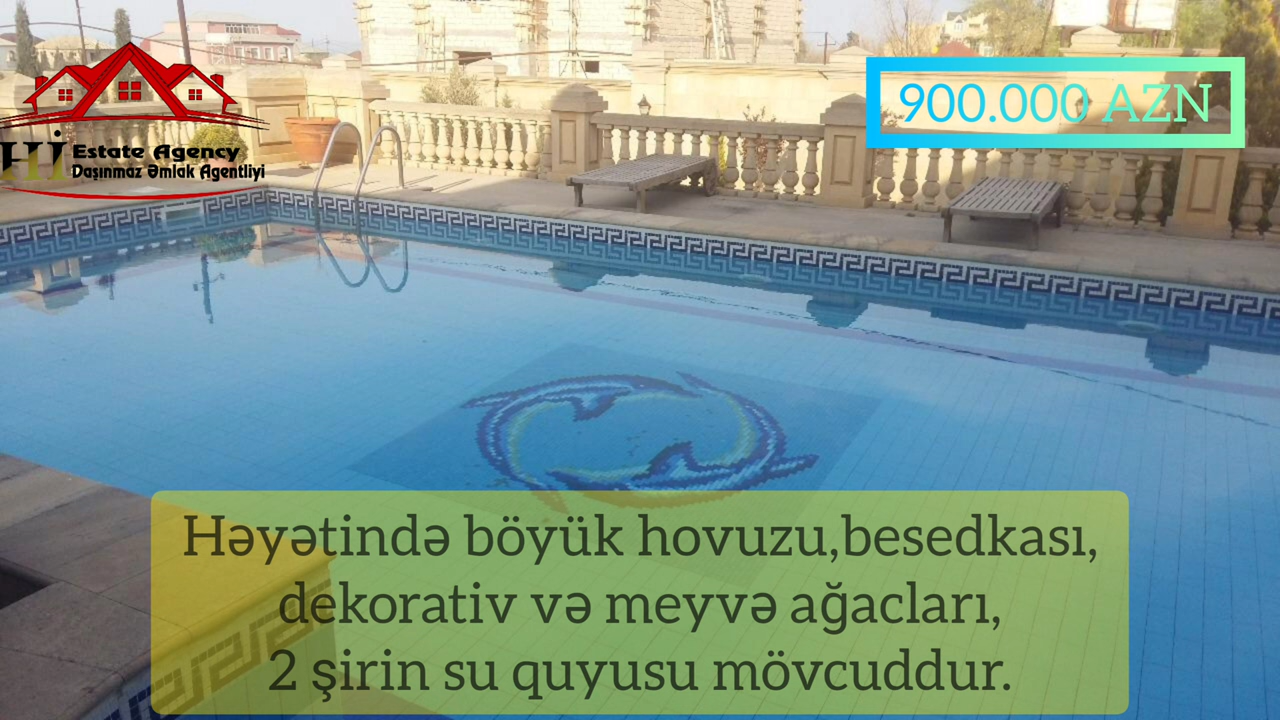 900.000 AZN
Hİ Estate Agency
Daşınmaz Əmlak Agentliyi
Həyətində böyük hovuzu,besedkası,
dekorativ və meyvə ağacları,
2 şirin su quyusu mövcuddur.